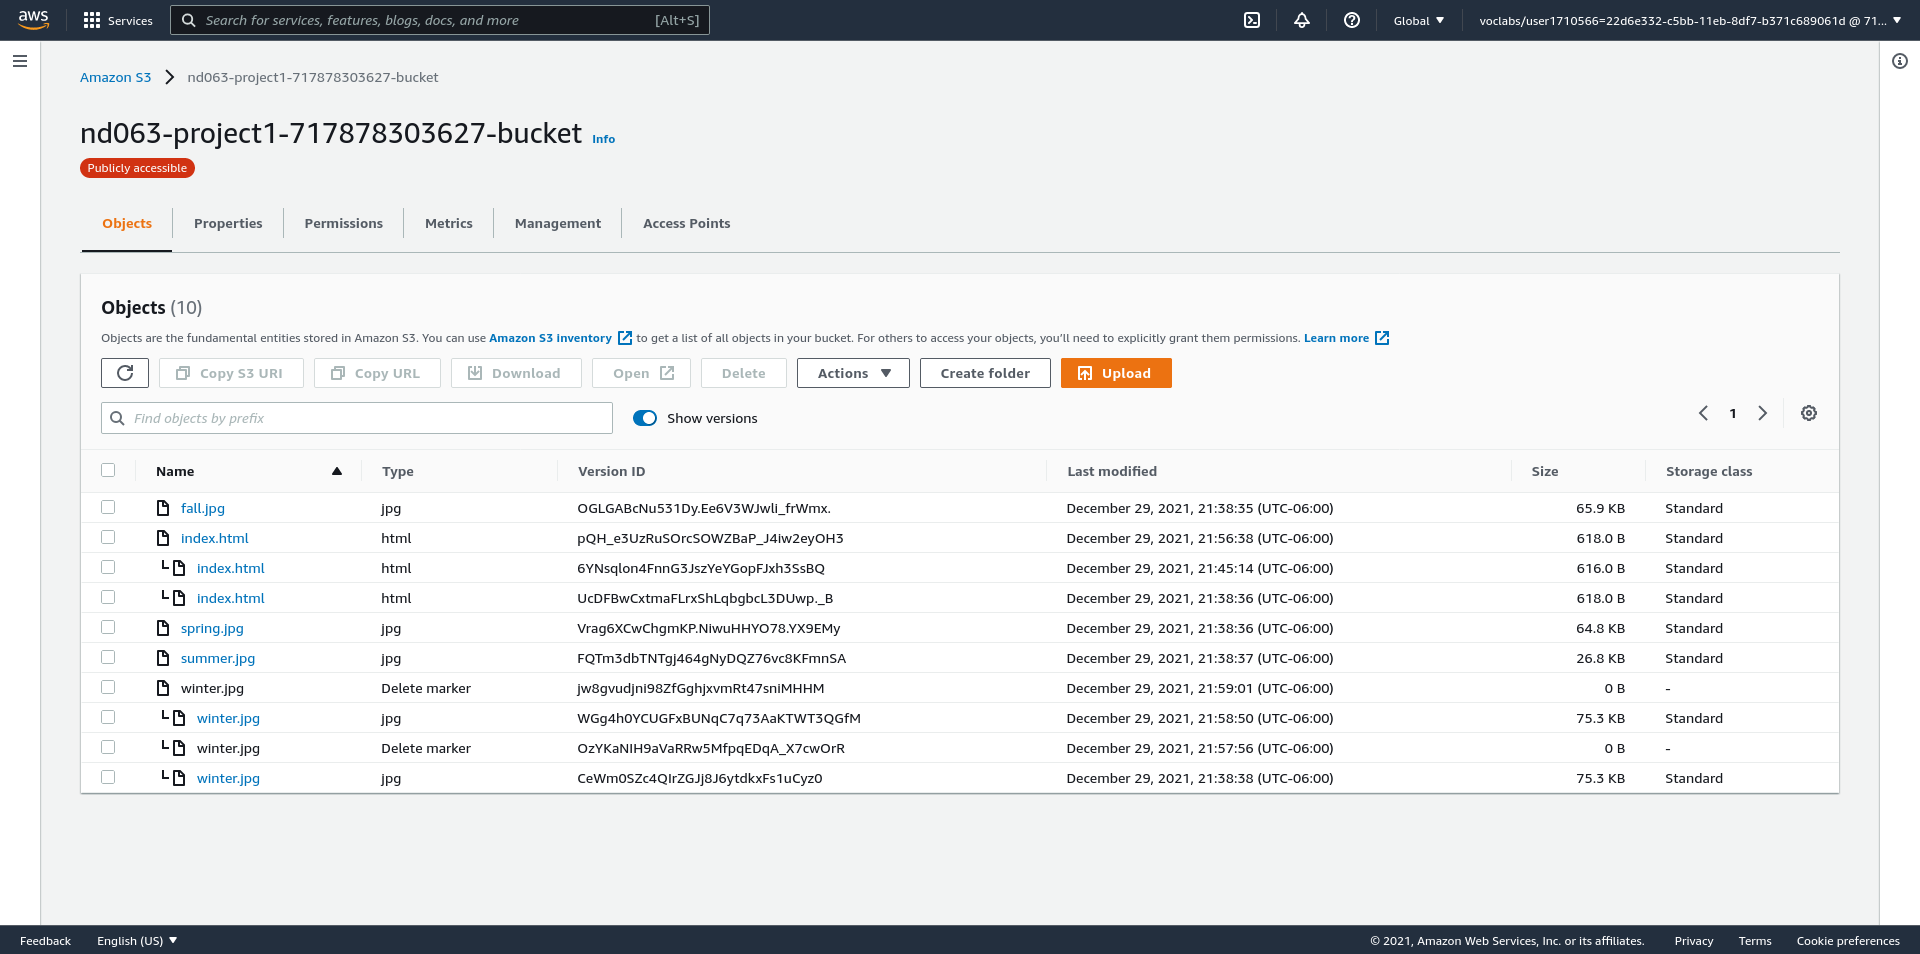 aws Services Search for services, features, blogs, docs, and more [Alt+S] Global voclabs/user1710566=22d6e332-c5bb-11eb-8df7-b371c689061d @ 71...
Amazon S3 nd063-project1-717878303627-bucket
nd063-project1-717878303627-bucket Info
Publicly accessible
Objects Properties Permissions Metrics Management Access Points
Objects (10)
Objects are the fundamental entities stored in Amazon S3. You can use Amazon S3 inventory to get a list of all objects in your bucket. For others to access your objects, you'll need to explicitly grant them permissions. Learn more
Copy S3 URI Copy URL Download Open Delete Actions Create folder Upload
Find objects by prefix Show versions 1
Name Type Version ID Last modified Size Storage class
fall.jpg jpg OGLGABcNu531Dy.Ee6V3WJwli_frWmx. December 29, 2021, 21:38:35 (UTC-06:00) 65.9 KB Standard
index.html html pQH_e3UzRuSOrcSOWZBaP_J4iw2eyOH3 December 29, 2021, 21:56:38 (UTC-06:00) 618.0 B Standard
index.html html 6YNsqlon4FnnG3JszYeYGopFJxh3SsBQ December 29, 2021, 21:45:14 (UTC-06:00) 616.0 B Standard
index.html html UcDFBwCxtmaFLrxShLqbgbcL3DUwp._B December 29, 2021, 21:38:36 (UTC-06:00) 618.0 B Standard
spring.jpg jpg Vrag6XCwChgmKP.NiwuHHYO78.YX9EMy December 29, 2021, 21:38:36 (UTC-06:00) 64.8 KB Standard
summer.jpg jpg FQTm3dbTNTgj464gNyDQZ76vc8KFmnSA December 29, 2021, 21:38:37 (UTC-06:00) 26.8 KB Standard
winter.jpg Delete marker jw8gvudjni98ZfGghjxvmRt47sniMHHM December 29, 2021, 21:59:01 (UTC-06:00) 0 B -
winter.jpg jpg WGg4h0YCUGFxBUNqC7q73AaKTWT3QGfM December 29, 2021, 21:58:50 (UTC-06:00) 75.3 KB Standard
winter.jpg Delete marker OzYKaNIH9aVaRRw5MfpqEDqA_X7cwOrR December 29, 2021, 21:57:56 (UTC-06:00) 0 B -
winter.jpg jpg CeWm0SZc4QIrZGJj8J6ytdkxFs1uCyz0 December 29, 2021, 21:38:38 (UTC-06:00) 75.3 KB Standard
Feedback English (US) © 2021, Amazon Web Services, Inc. or its affiliates. Privacy Terms Cookie preferences